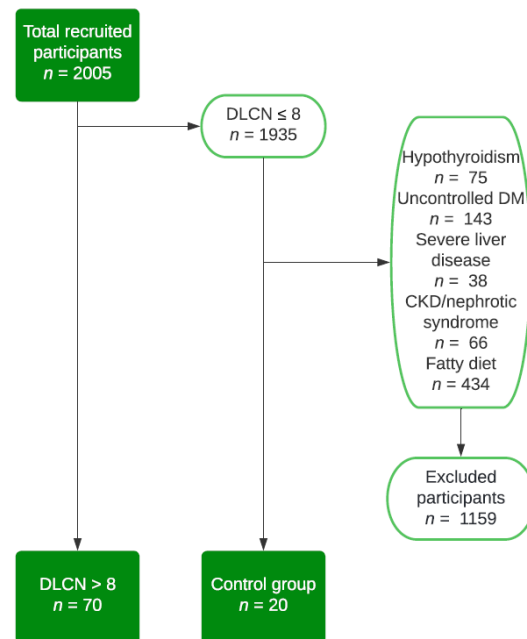 Total recruited
participants
n = 2005
DLCN ≤ 8
n = 1935
Hypothyroidism
n = 75
Uncontrolled DM
n = 143
Severe liver
disease
n = 38
CKD/nephrotic
syndrome
n = 66
Fatty diet
n = 434
Excluded
participants
n = 1159
DLCN > 8
n = 70
Control group
n = 20